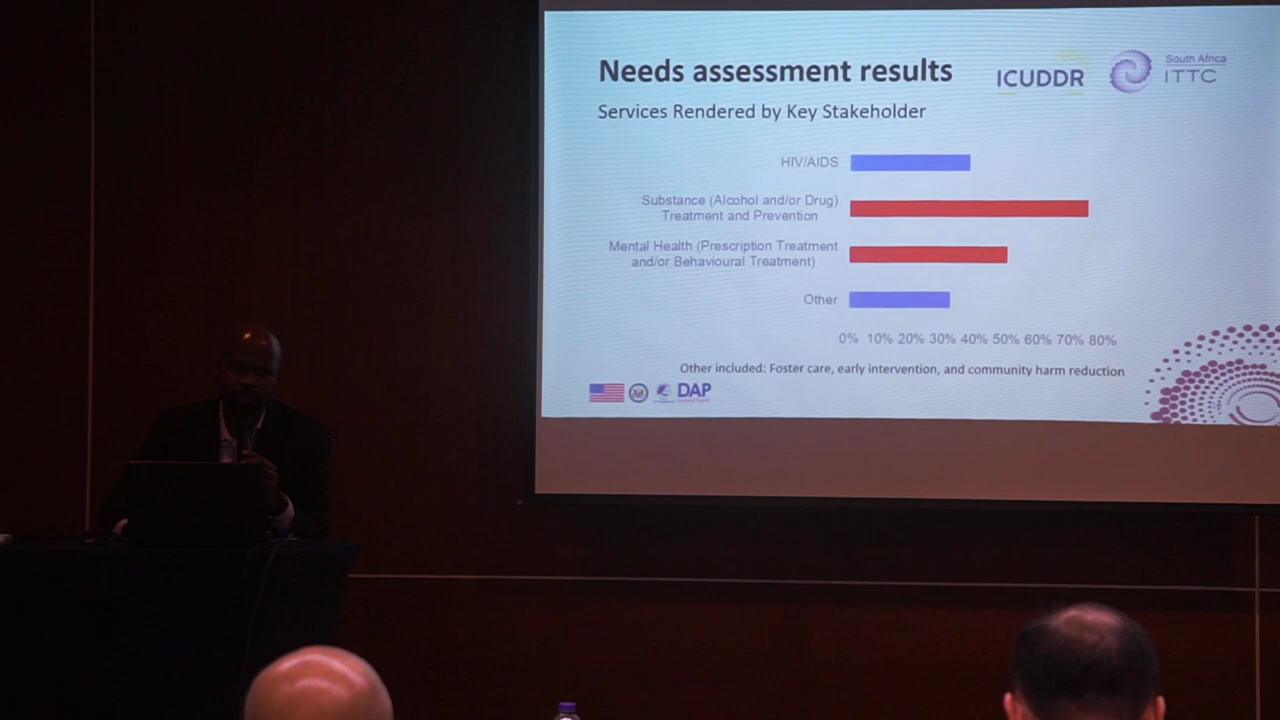 Needs assessment results
ICUDDR
South Africa
ITTC
Services Rendered by Key Stakeholder
HIV/AIDS
Substance (Alcohol and/or Drug)
Treatment and Prevention
Mental Health (Prescription Treatment
and/or Behavioural Treatment)
Other
0% 10% 20% 30% 40% 50% 60% 70% 80%
Other included: Foster care, early intervention, and community harm reduction
DAP